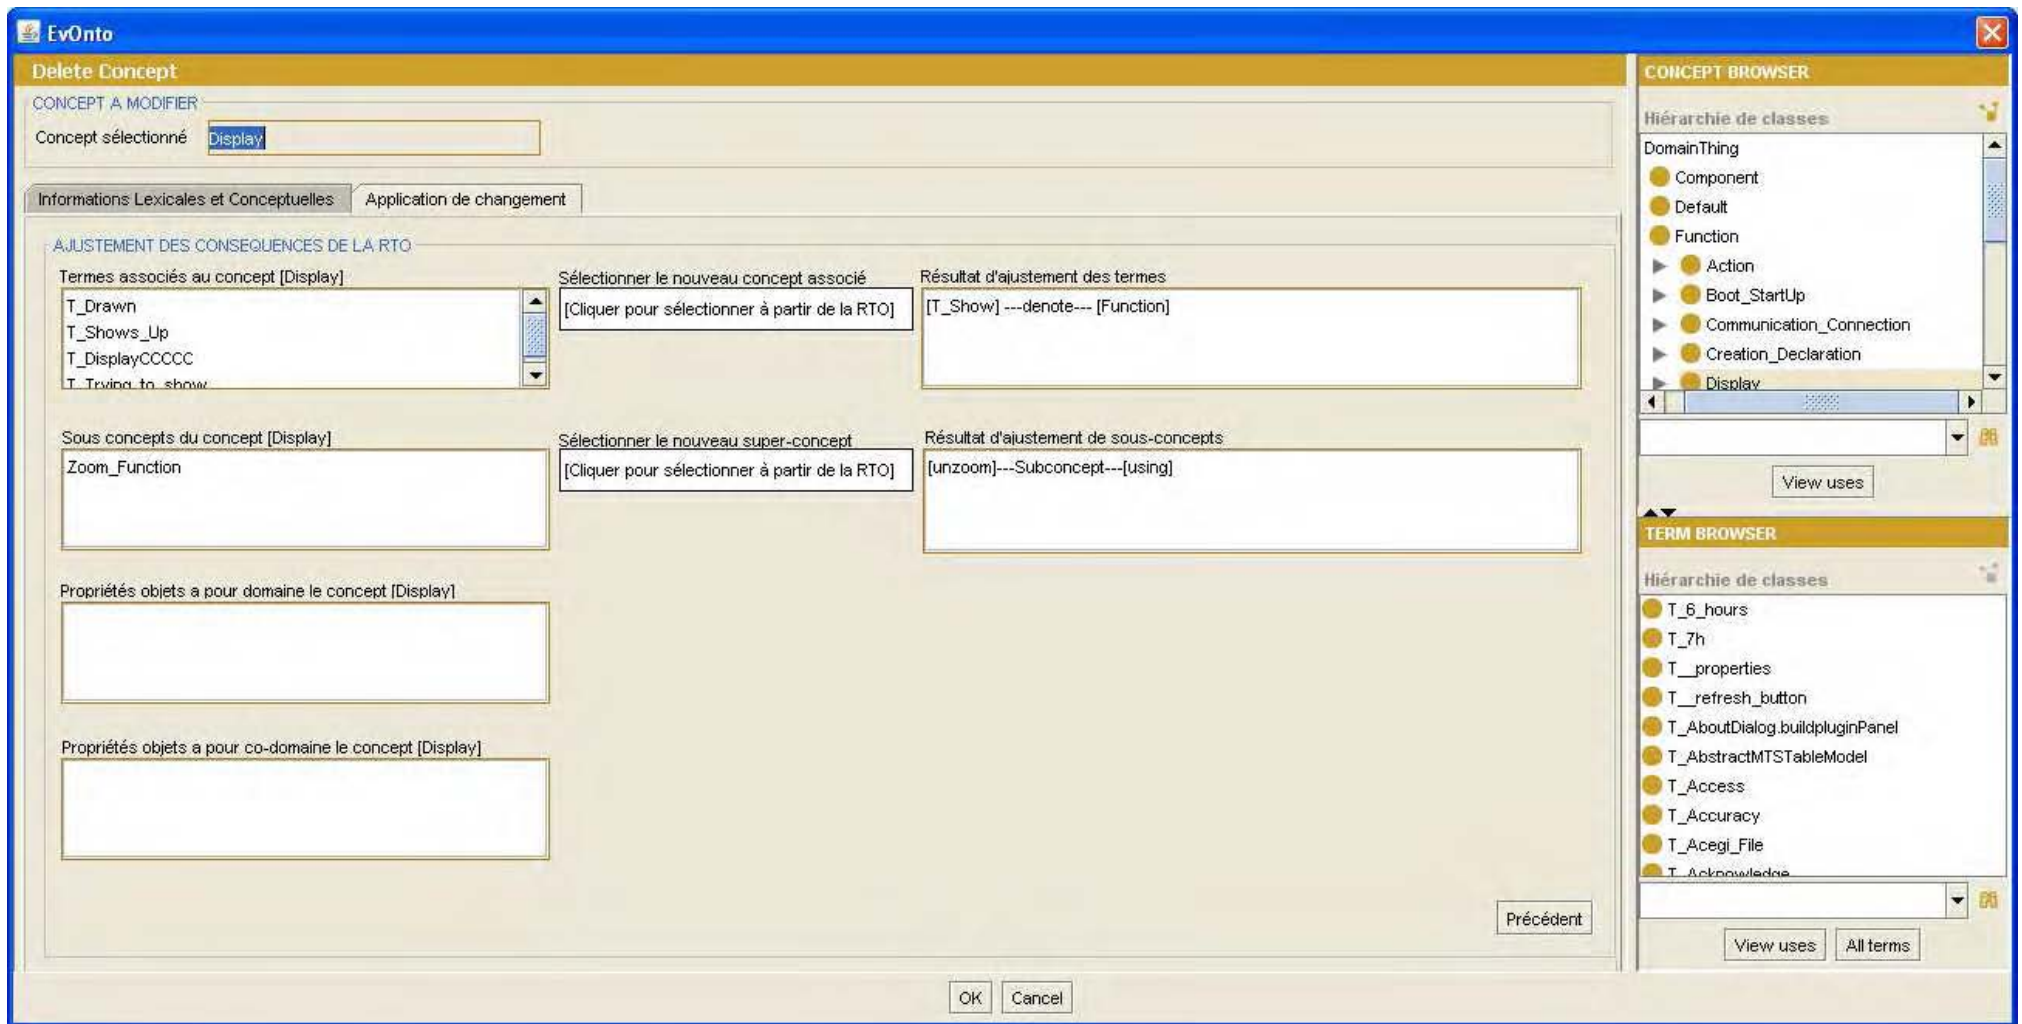 EvOnto
Delete Concept
CONCEPT A MODIFIER
Concept sélectionné Display
Informations Lexicales et Conceptuelles Application de changement
AJUSTEMENT DES CONSEQUENCES DE LA RTO
Termes associés au concept [Display]
T_Drawn
T_Shows_Up
T_DisplayCCCCC
T_Trying_to_show
Sélectionner le nouveau concept associé
[Cliquer pour sélectionner à partir de la RTO]
Résultat d'ajustement des termes
[T_Show] ---denote--- [Function]
Sous concepts du concept [Display]
Zoom_Function
Sélectionner le nouveau super-concept
[Cliquer pour sélectionner à partir de la RTO]
Résultat d'ajustement de sous-concepts
[unzoom]---Subconcept---[using]
Propriétés objets a pour domaine le concept [Display]
Propriétés objets a pour co-domaine le concept [Display]
Précédent
OK Cancel
CONCEPT BROWSER
Hiérarchie de classes
DomainThing
Component
Default
Function
Action
Boot_StartUp
Communication_Connection
Creation_Declaration
Display
View uses
TERM BROWSER
Hiérarchie de classes
T_6_hours
T_7h
T__properties
T__refresh_button
T_AboutDialog.buildpluginPanel
T_AbstractMTSTableModel
T_Access
T_Accuracy
T_Acegi_File
T_Acknowledge
View uses All terms